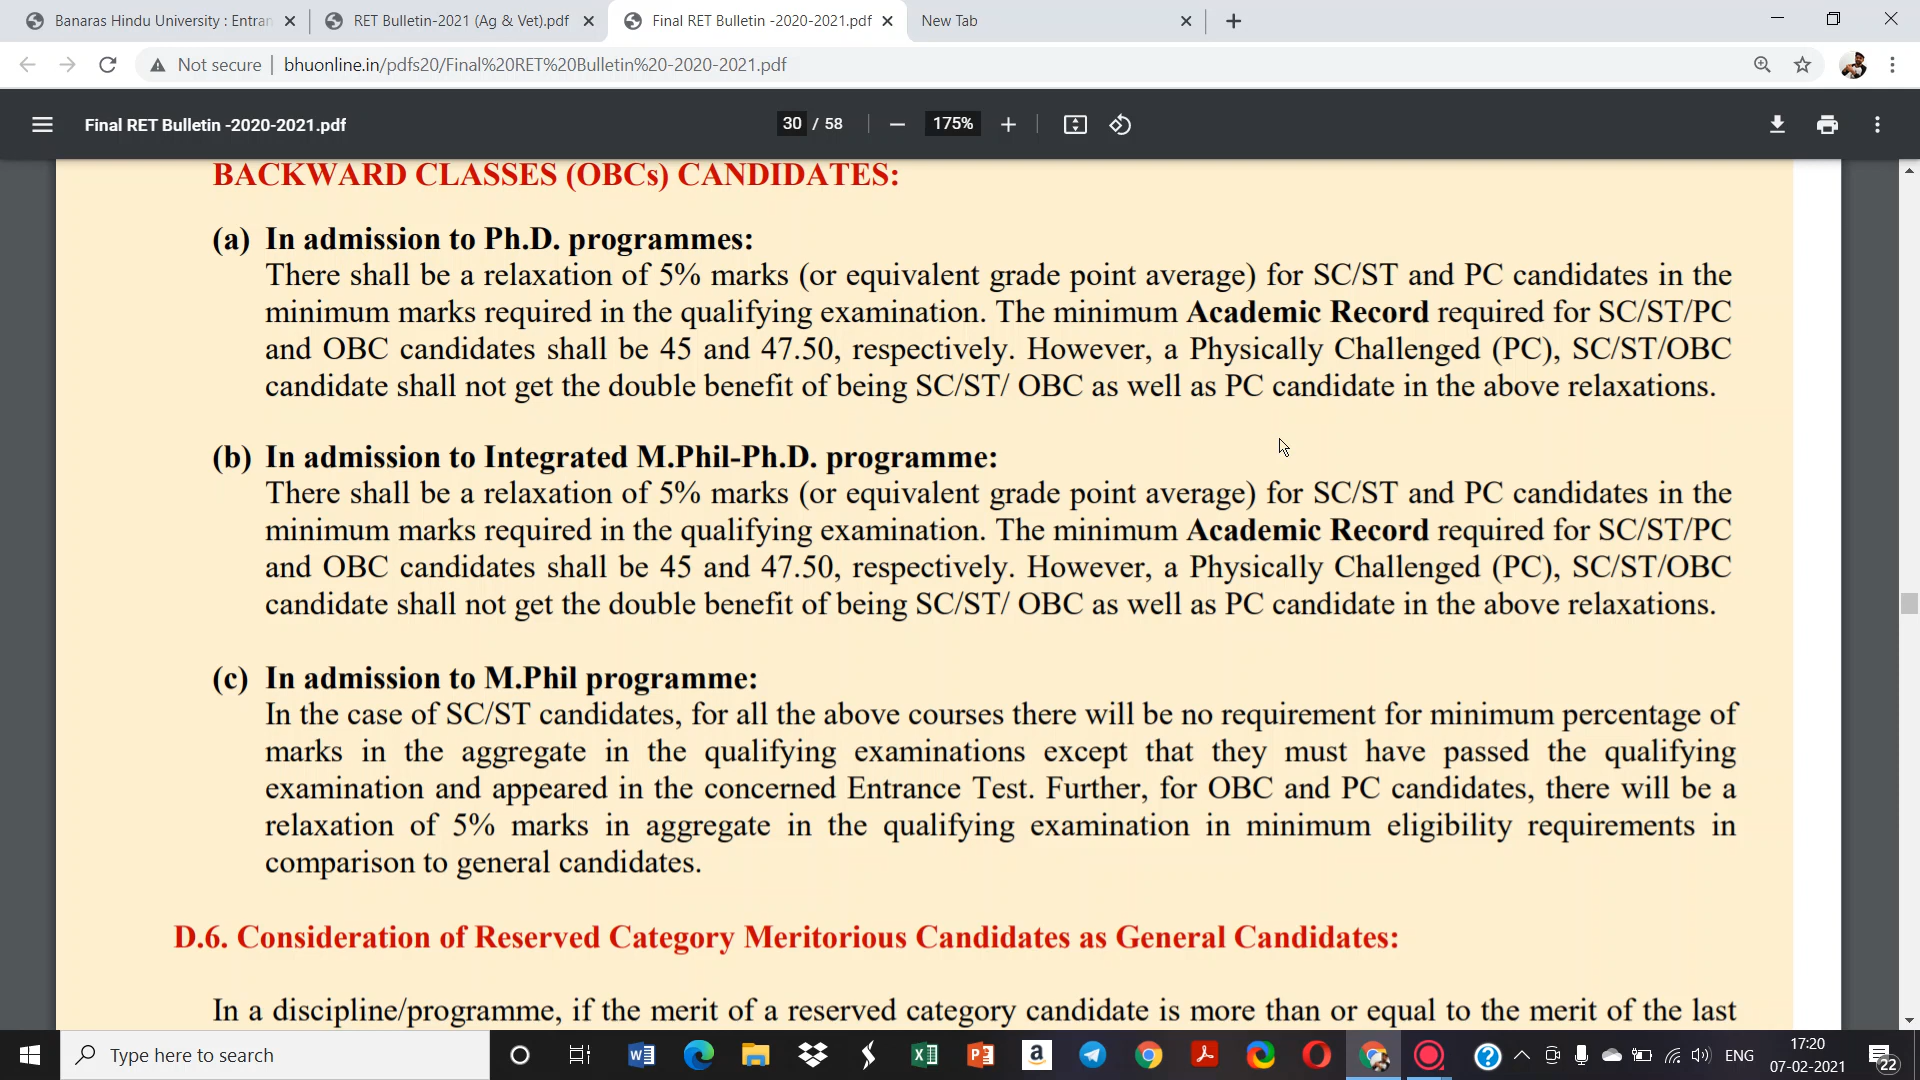 Banaras Hindu University : Entran
RET Bulletin-2021 (Ag & Vet).pdf
Final RET Bulletin -2020-2021.pdf
New Tab
Not secure | bhuonline.in/pdfs20/Final%20RET%20Bulletin%20-2020-2021.pdf
Final RET Bulletin -2020-2021.pdf
30 / 58
175%
BACKWARD CLASSES (OBCs) CANDIDATES:
(a) In admission to Ph.D. programmes:
There shall be a relaxation of 5% marks (or equivalent grade point average) for SC/ST and PC candidates in the
minimum marks required in the qualifying examination. The minimum Academic Record required for SC/ST/PC
and OBC candidates shall be 45 and 47.50, respectively. However, a Physically Challenged (PC), SC/ST/OBC
candidate shall not get the double benefit of being SC/ST/ OBC as well as PC candidate in the above relaxations.
(b) In admission to Integrated M.Phil-Ph.D. programme:
There shall be a relaxation of 5% marks (or equivalent grade point average) for SC/ST and PC candidates in the
minimum marks required in the qualifying examination. The minimum Academic Record required for SC/ST/PC
and OBC candidates shall be 45 and 47.50, respectively. However, a Physically Challenged (PC), SC/ST/OBC
candidate shall not get the double benefit of being SC/ST/ OBC as well as PC candidate in the above relaxations.
(c) In admission to M.Phil programme:
In the case of SC/ST candidates, for all the above courses there will be no requirement for minimum percentage of
marks in the aggregate in the qualifying examinations except that they must have passed the qualifying
examination and appeared in the concerned Entrance Test. Further, for OBC and PC candidates, there will be a
relaxation of 5% marks in aggregate in the qualifying examination in minimum eligibility requirements in
comparison to general candidates.
D.6. Consideration of Reserved Category Meritorious Candidates as General Candidates:
In a discipline/programme, if the merit of a reserved category candidate is more than or equal to the merit of the last
Type here to search
ENG
17:20
07-02-2021
22